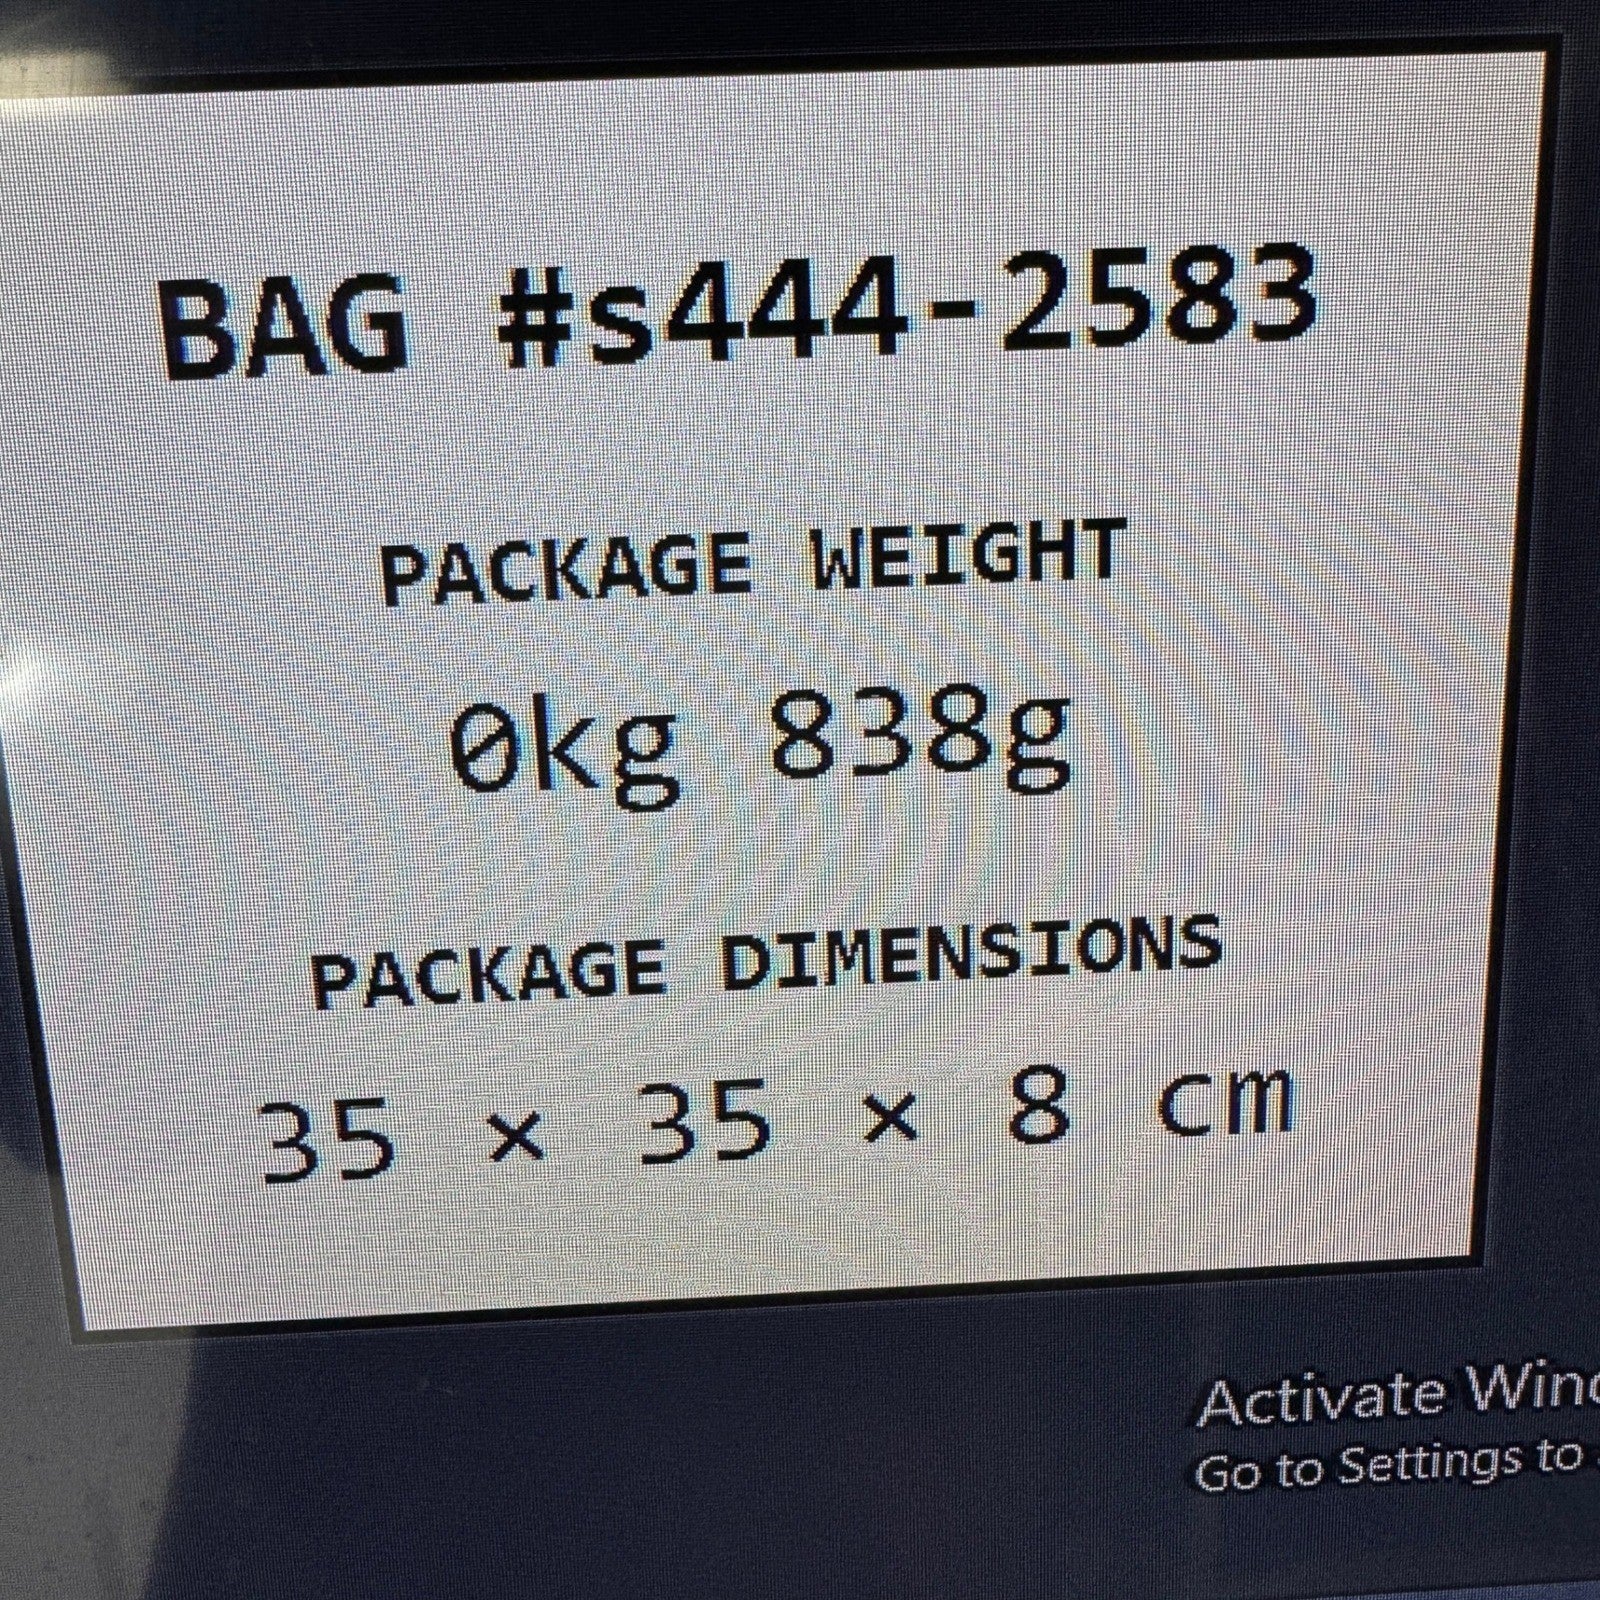 BAG #s444-2583
PACKAGE WEIGHT
0kg 838g
PACKAGE DIMENSIONS
35 × 35 × 8 cm
Activate
Go to Settings to